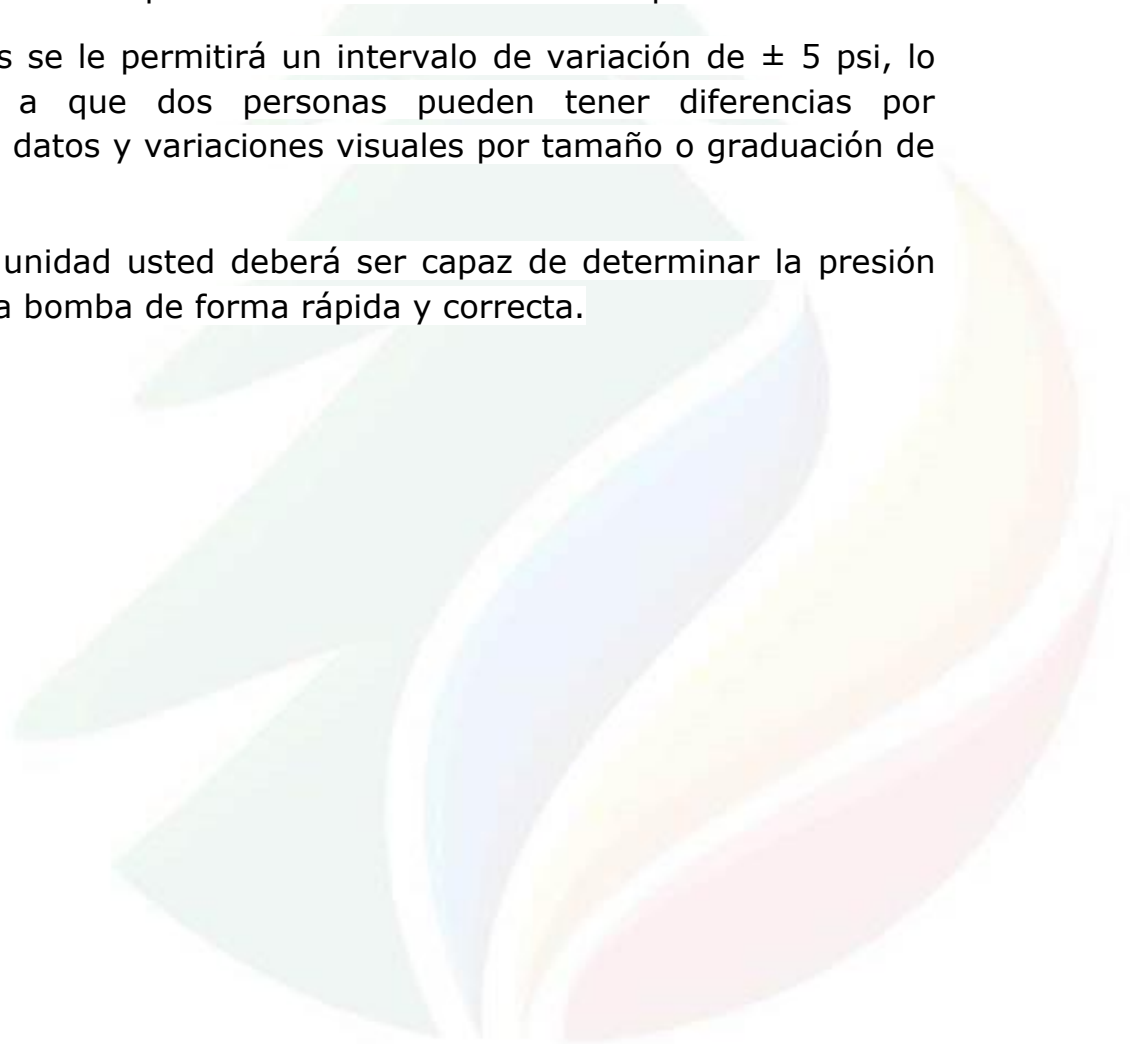 s se le permitirá un intervalo de variación de ± 5 psi, lo
a que dos personas pueden tener diferencias por
datos y variaciones visuales por tamaño o graduación de
unidad usted deberá ser capaz de determinar la presión
a bomba de forma rápida y correcta.